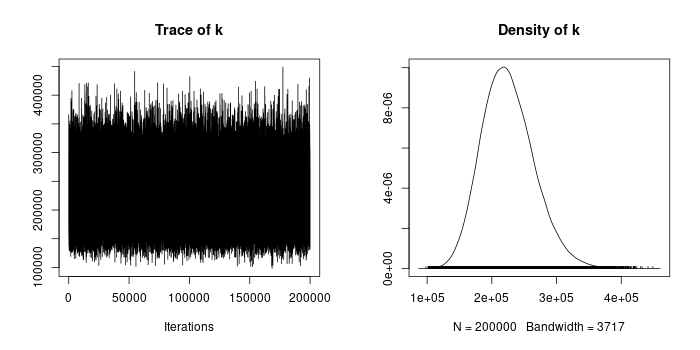 Trace of k
100000 200000 300000 400000
0 50000 100000 150000 200000
Iterations
Density of k
0e+00 4e-06 8e-06
1e+05 2e+05 3e+05 4e+05
N = 200000 Bandwidth = 3717